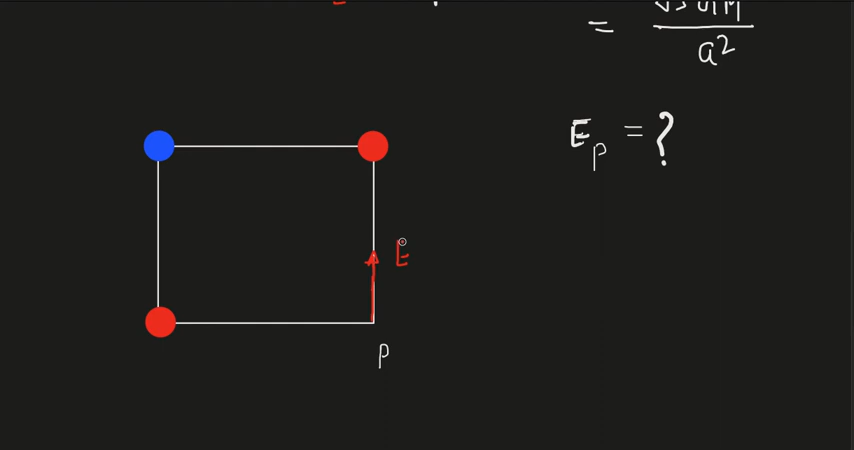 =
a²
E_P = ?
E
P